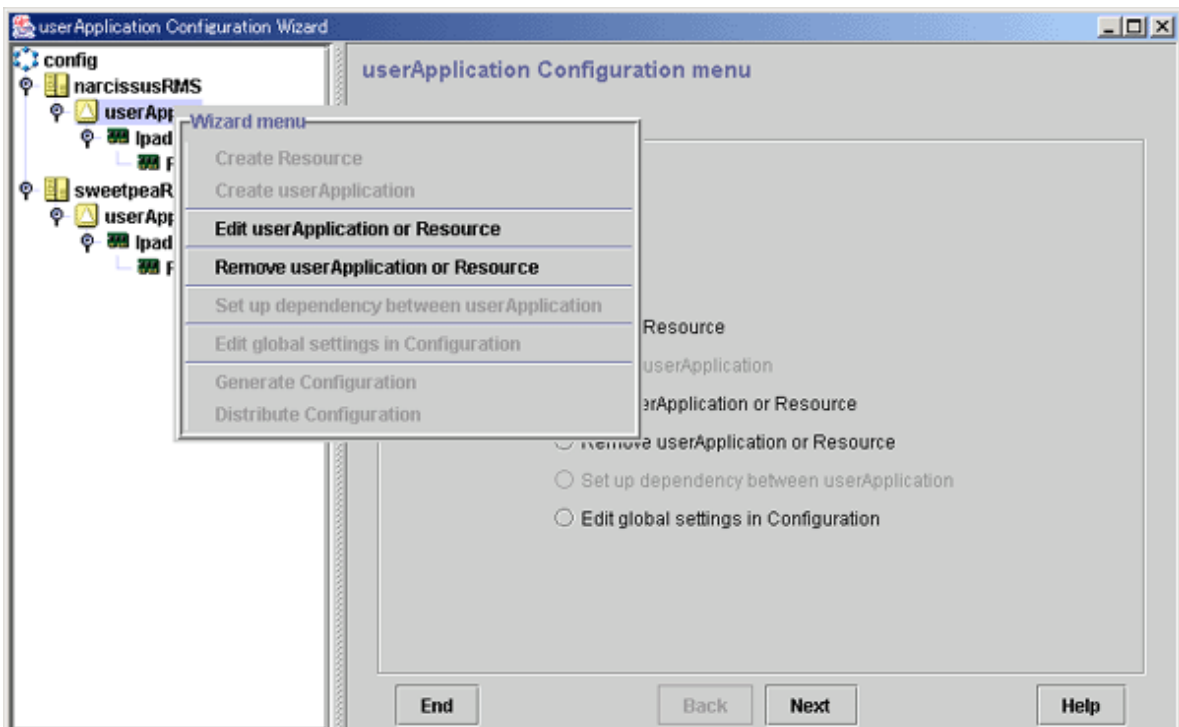 userApplication Configuration Wizard
config
narcissusRMS
userApp
Ipad
sweetpeaR
userApp
Ipad
Wizard menu
Create Resource
Create userApplication
Edit userApplication or Resource
Remove userApplication or Resource
Set up dependency between userApplication
Edit global settings in Configuration
Generate Configuration
Distribute Configuration
userApplication Configuration menu
Resource
userApplication
erApplication or Resource
Remove userApplication or Resource
Set up dependency between userApplication
Edit global settings in Configuration
End
Back
Next
Help